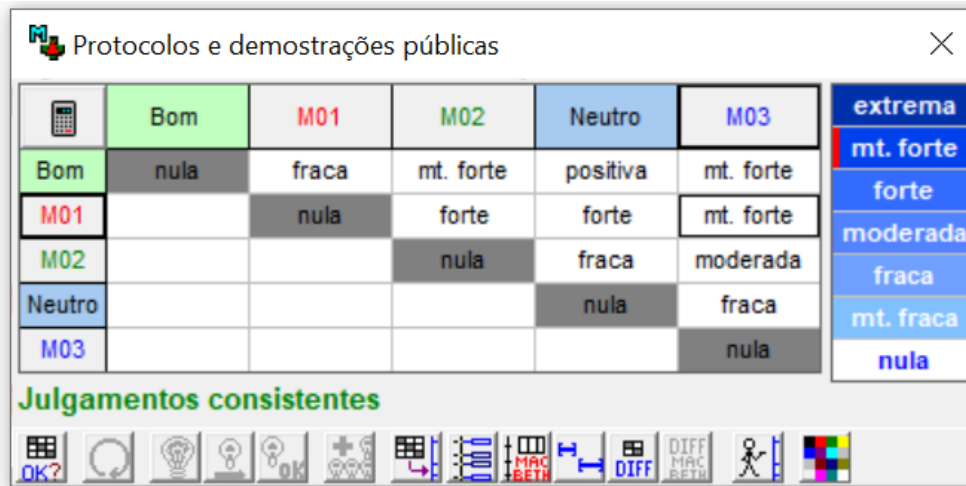 Protocolos e demostrações públicas
Bom M01 M02 Neutro M03
Bom nula fraca mt. forte positiva mt. forte
M01 nula forte forte mt. forte
M02 nula fraca moderada
Neutro nula fraca
M03 nula
extrema
mt. forte
forte
moderada
fraca
mt. fraca
nula
Julgamentos consistentes
OK? OK MAC BETH DIFF DIFF MAC BETH